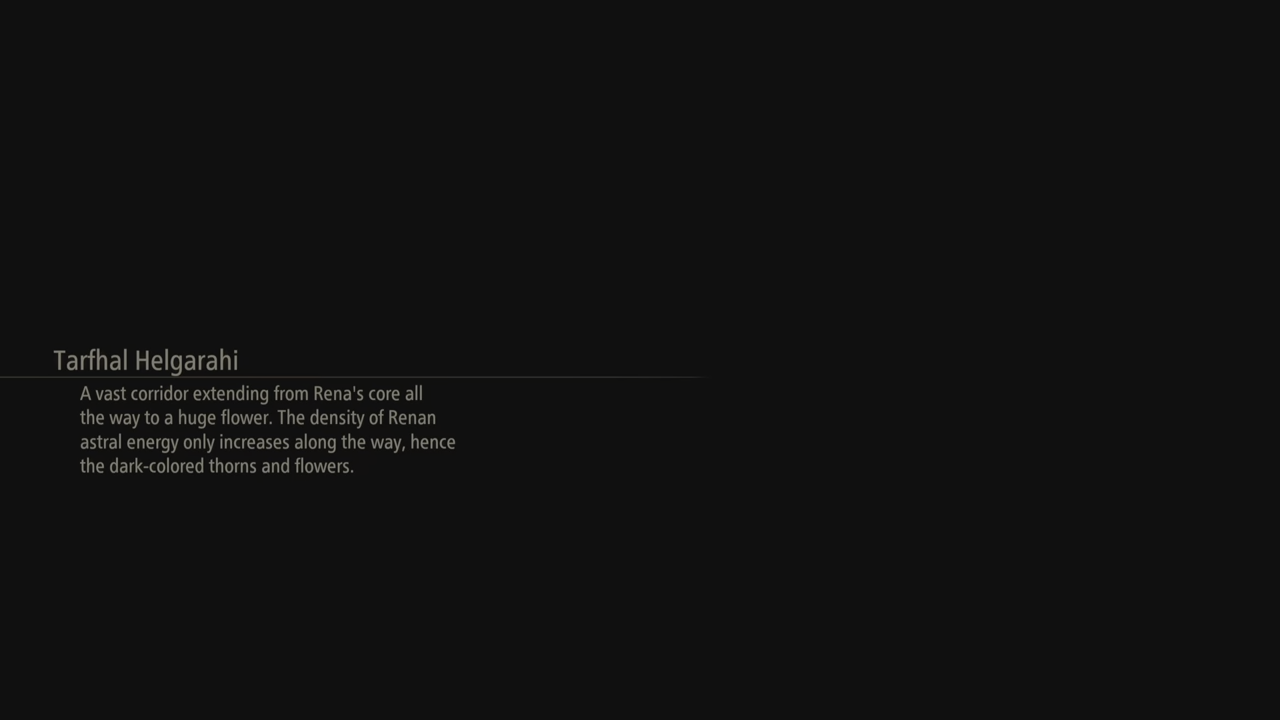 Tarfhal Helgarahi
A vast corridor extending from Rena's core all
the way to a huge flower. The density of Renan
astral energy only increases along the way, hence
the dark-colored thorns and flowers.